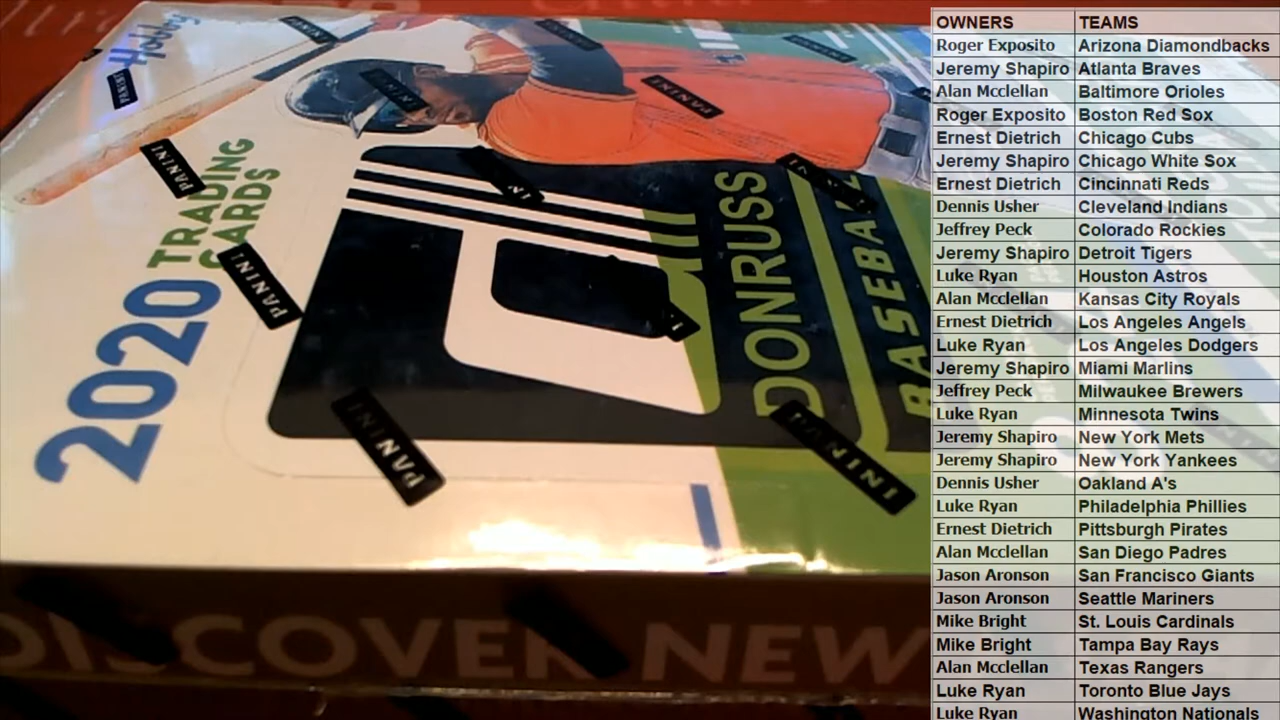 Hobby
2020 TRADING
CARDS
DONRUSS
BASEBALL
PANINI
PANINI
PANINI
PANINI
PANINI
PANINI
PANINI
DISCOVER NEW
OWNERS TEAMS
Roger Exposito Arizona Diamondbacks
Jeremy Shapiro Atlanta Braves
Alan Mcclellan Baltimore Orioles
Roger Exposito Boston Red Sox
Ernest Dietrich Chicago Cubs
Jeremy Shapiro Chicago White Sox
Ernest Dietrich Cincinnati Reds
Dennis Usher Cleveland Indians
Jeffrey Peck Colorado Rockies
Jeremy Shapiro Detroit Tigers
Luke Ryan Houston Astros
Alan Mcclellan Kansas City Royals
Ernest Dietrich Los Angeles Angels
Luke Ryan Los Angeles Dodgers
Jeremy Shapiro Miami Marlins
Jeffrey Peck Milwaukee Brewers
Luke Ryan Minnesota Twins
Jeremy Shapiro New York Mets
Jeremy Shapiro New York Yankees
Dennis Usher Oakland A's
Luke Ryan Philadelphia Phillies
Ernest Dietrich Pittsburgh Pirates
Alan Mcclellan San Diego Padres
Jason Aronson San Francisco Giants
Jason Aronson Seattle Mariners
Mike Bright St. Louis Cardinals
Mike Bright Tampa Bay Rays
Alan Mcclellan Texas Rangers
Luke Ryan Toronto Blue Jays
Luke Ryan Washington Nationals